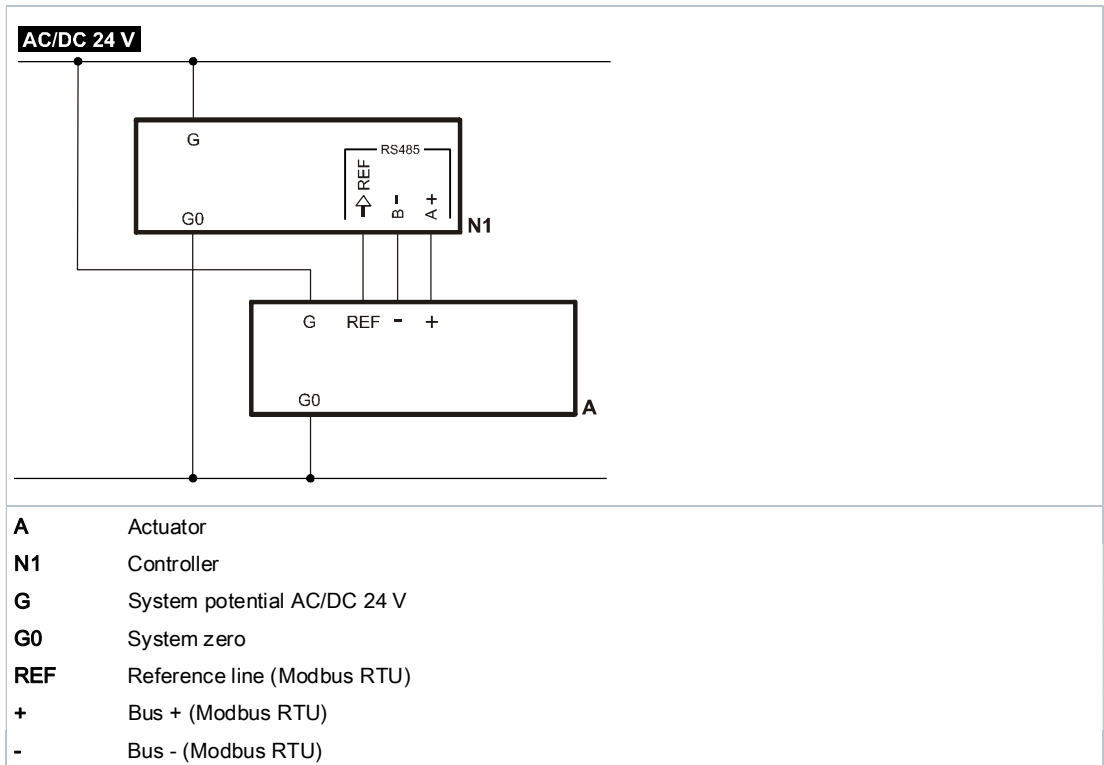 AC/DC 24 V
G
RS485
REF
B -
A +
G0
N1
G REF - +
G0
A
A Actuator
N1 Controller
G System potential AC/DC 24 V
G0 System zero
REF Reference line (Modbus RTU)
+ Bus + (Modbus RTU)
- Bus - (Modbus RTU)